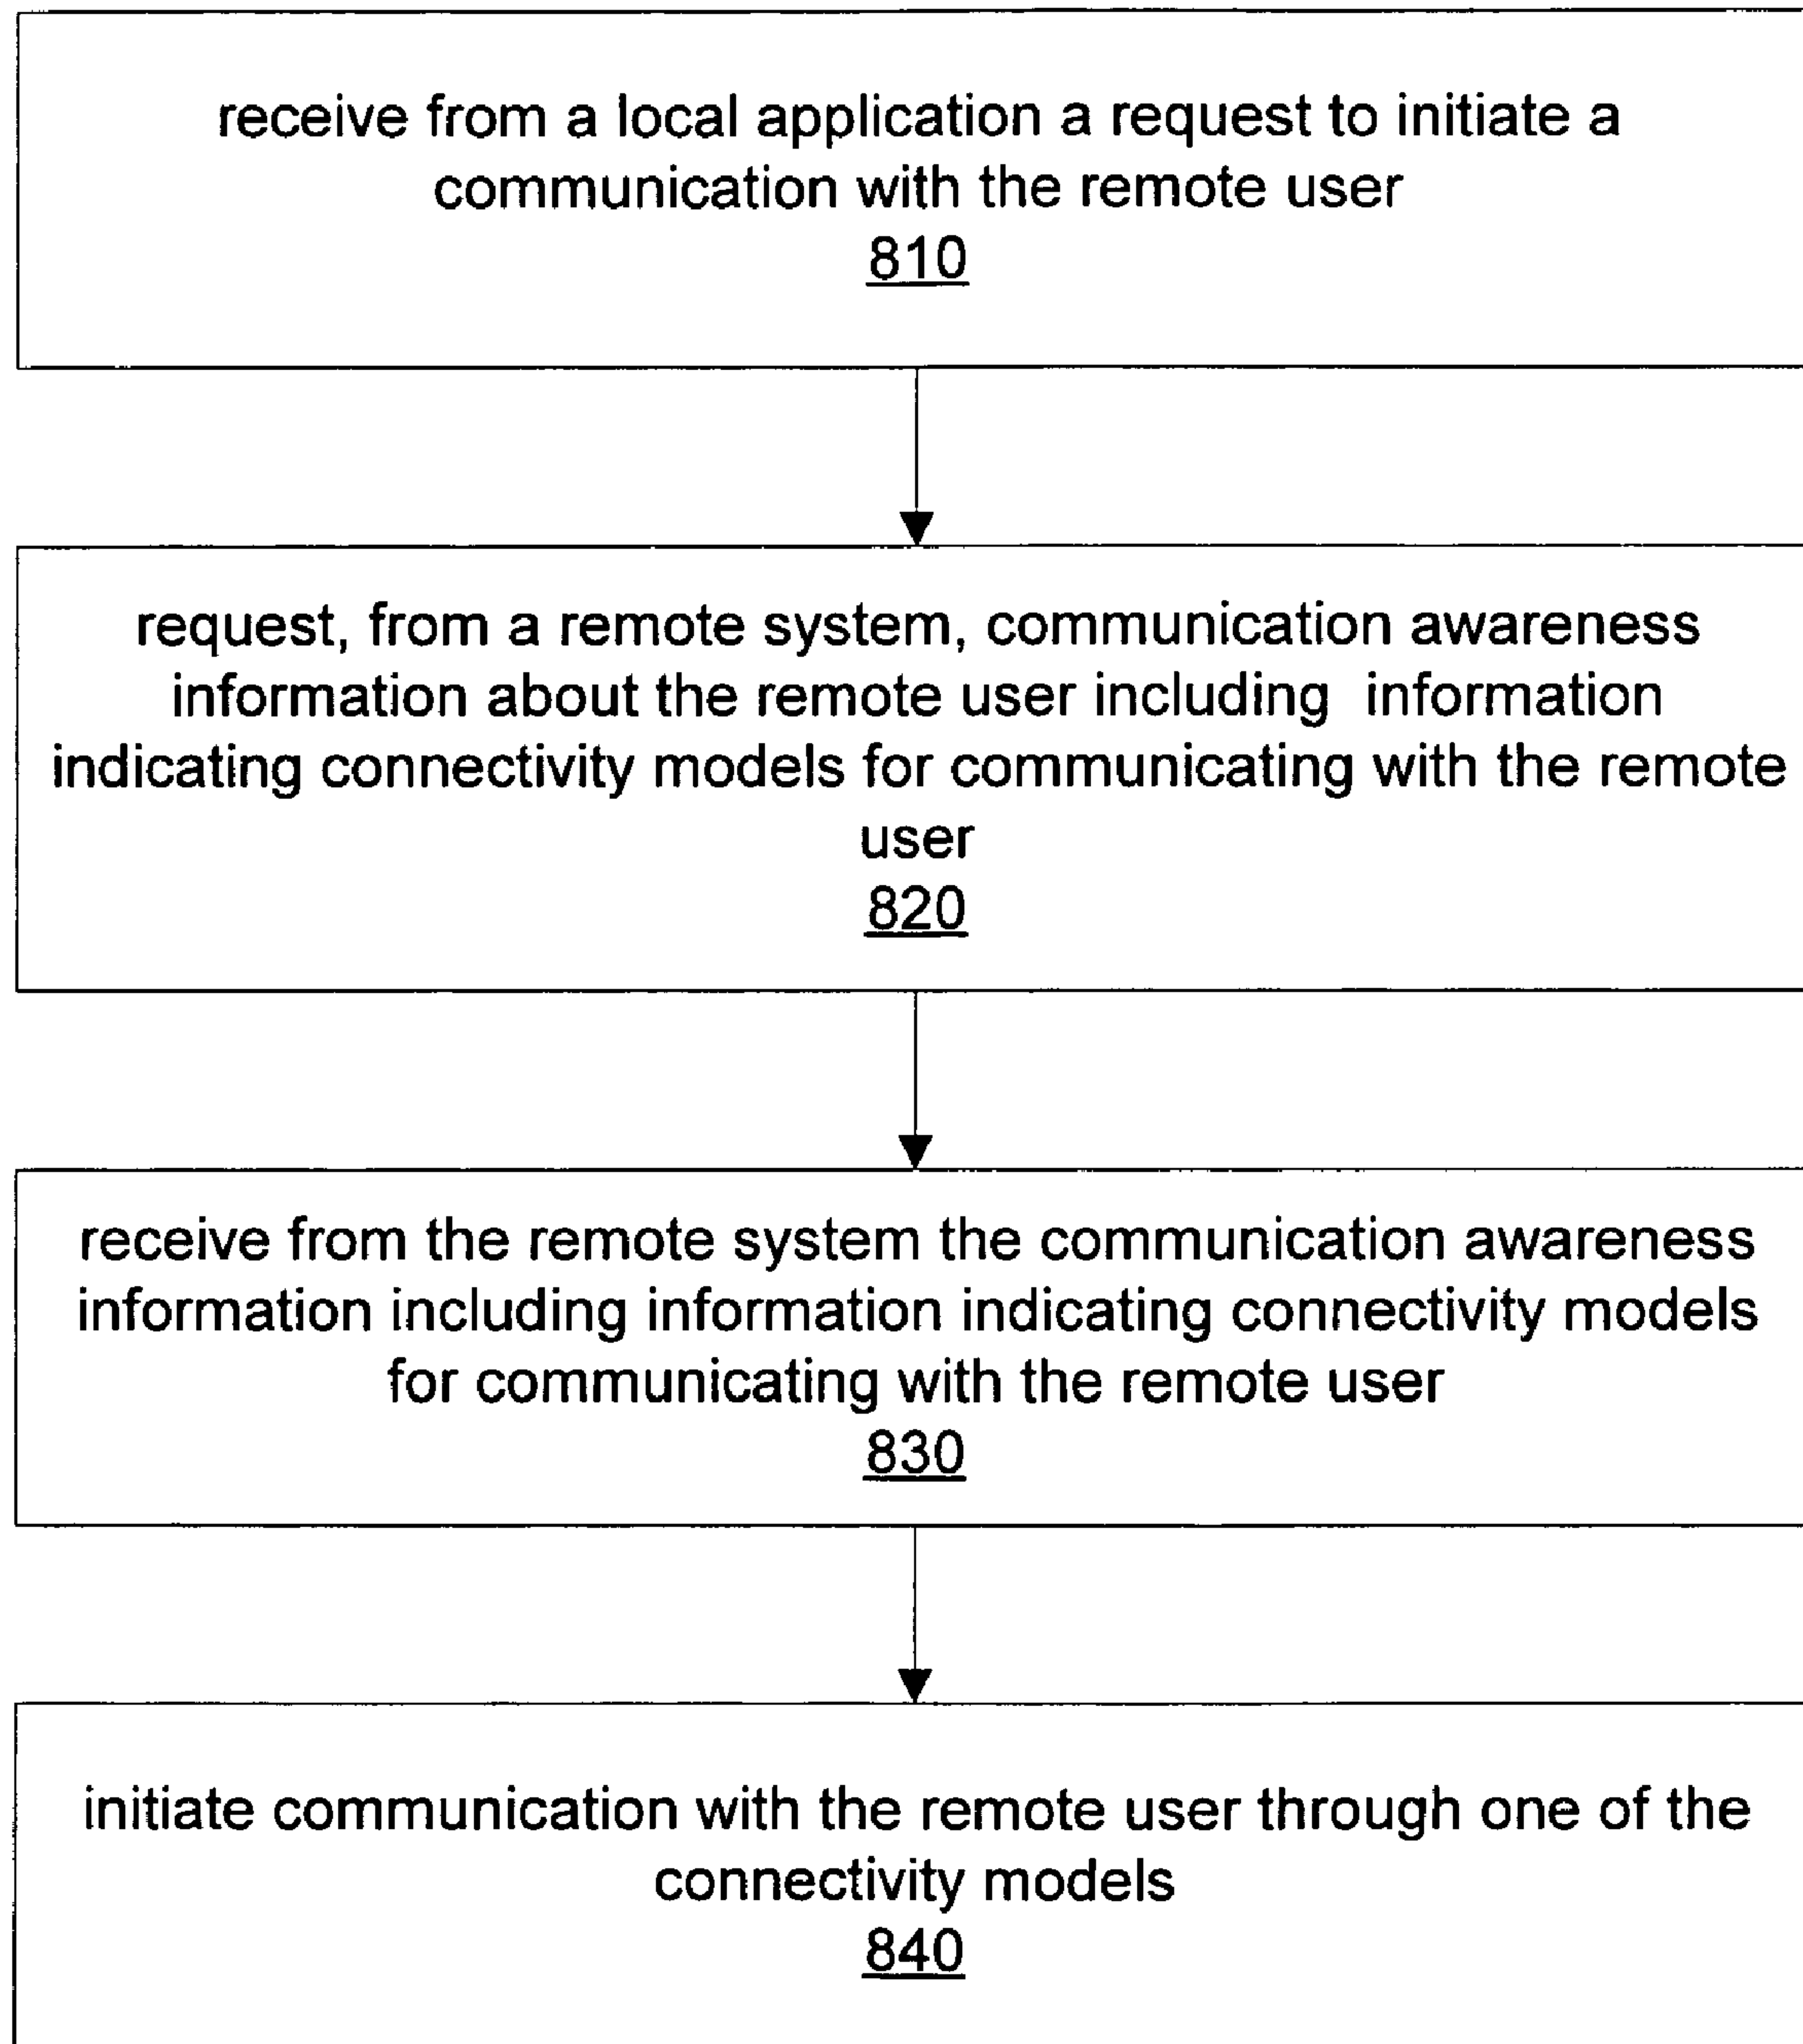 receive from a local application a request to initiate a
communication with the remote user
810
request, from a remote system, communication awareness
information about the remote user including information
indicating connectivity models for communicating with the remote
user
820
receive from the remote system the communication awareness
information including information indicating connectivity models
for communicating with the remote user
830
initiate communication with the remote user through one of the
connectivity models
840